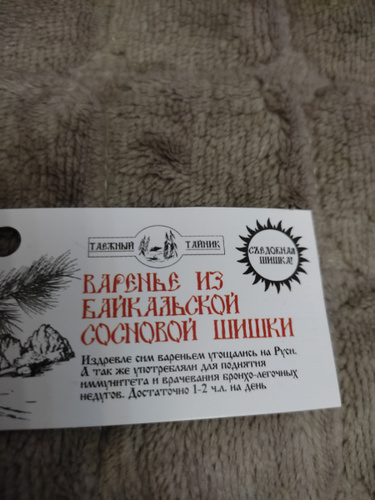 ТАЕЖНЫЙ ТАЙНИК
СЪЕДОБНАЯ
ШИШКА!
ВАРЕНЬЕ ИЗ
БАЙКАЛЬСКОЙ
СОСНОВОЙ ШИШКИ
Издревле сим вареньем угощались на Руси.
А так же употребляли для поднятия
иммунитета и врачевания бронхо-легочных
недугов. Достаточно 1-2 ч.л. на день